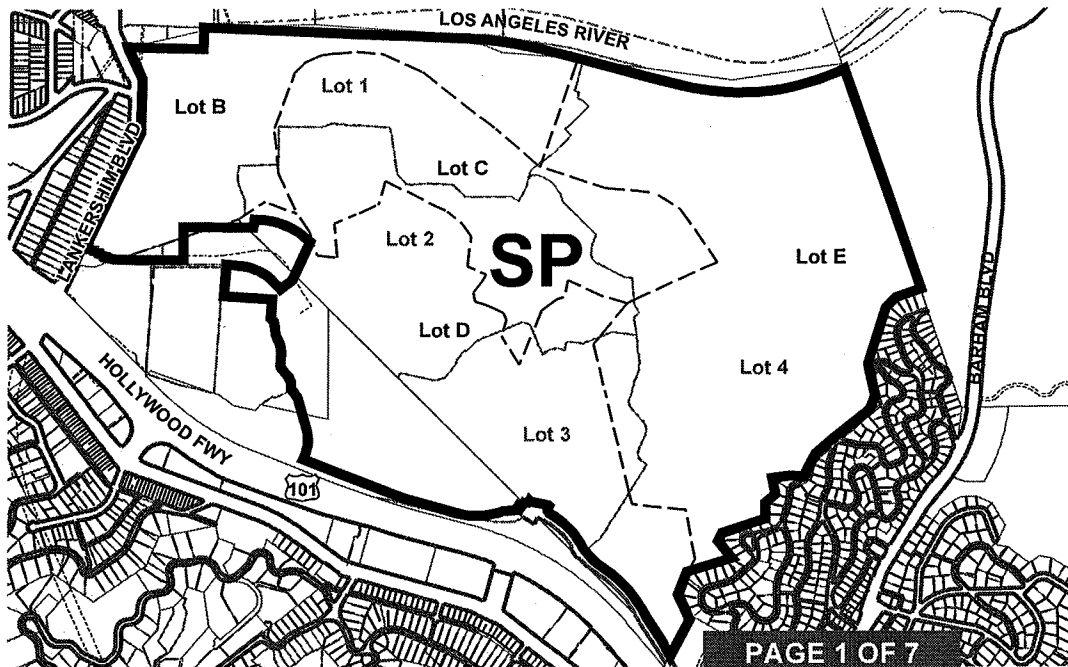 LOS ANGELES RIVER
Lot 1
Lot B
LANKERSHIM BLVD
Lot C
Lot 2
SP
Lot E
Lot D
BARHAM BLVD
Lot 4
HOLLYWOOD FWY
Lot 3
101
PAGE 1 OF 7